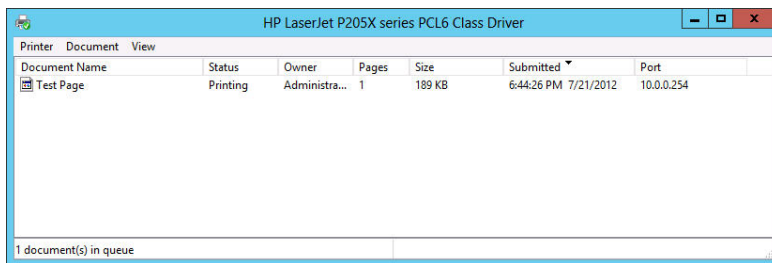 HP LaserJet P205X series PCL6 Class Driver
Printer Document View
Document Name Status Owner Pages Size Submitted Port
Test Page Printing Administra... 1 189 KB 6:44:26 PM 7/21/2012 10.0.0.254
1 document(s) in queue